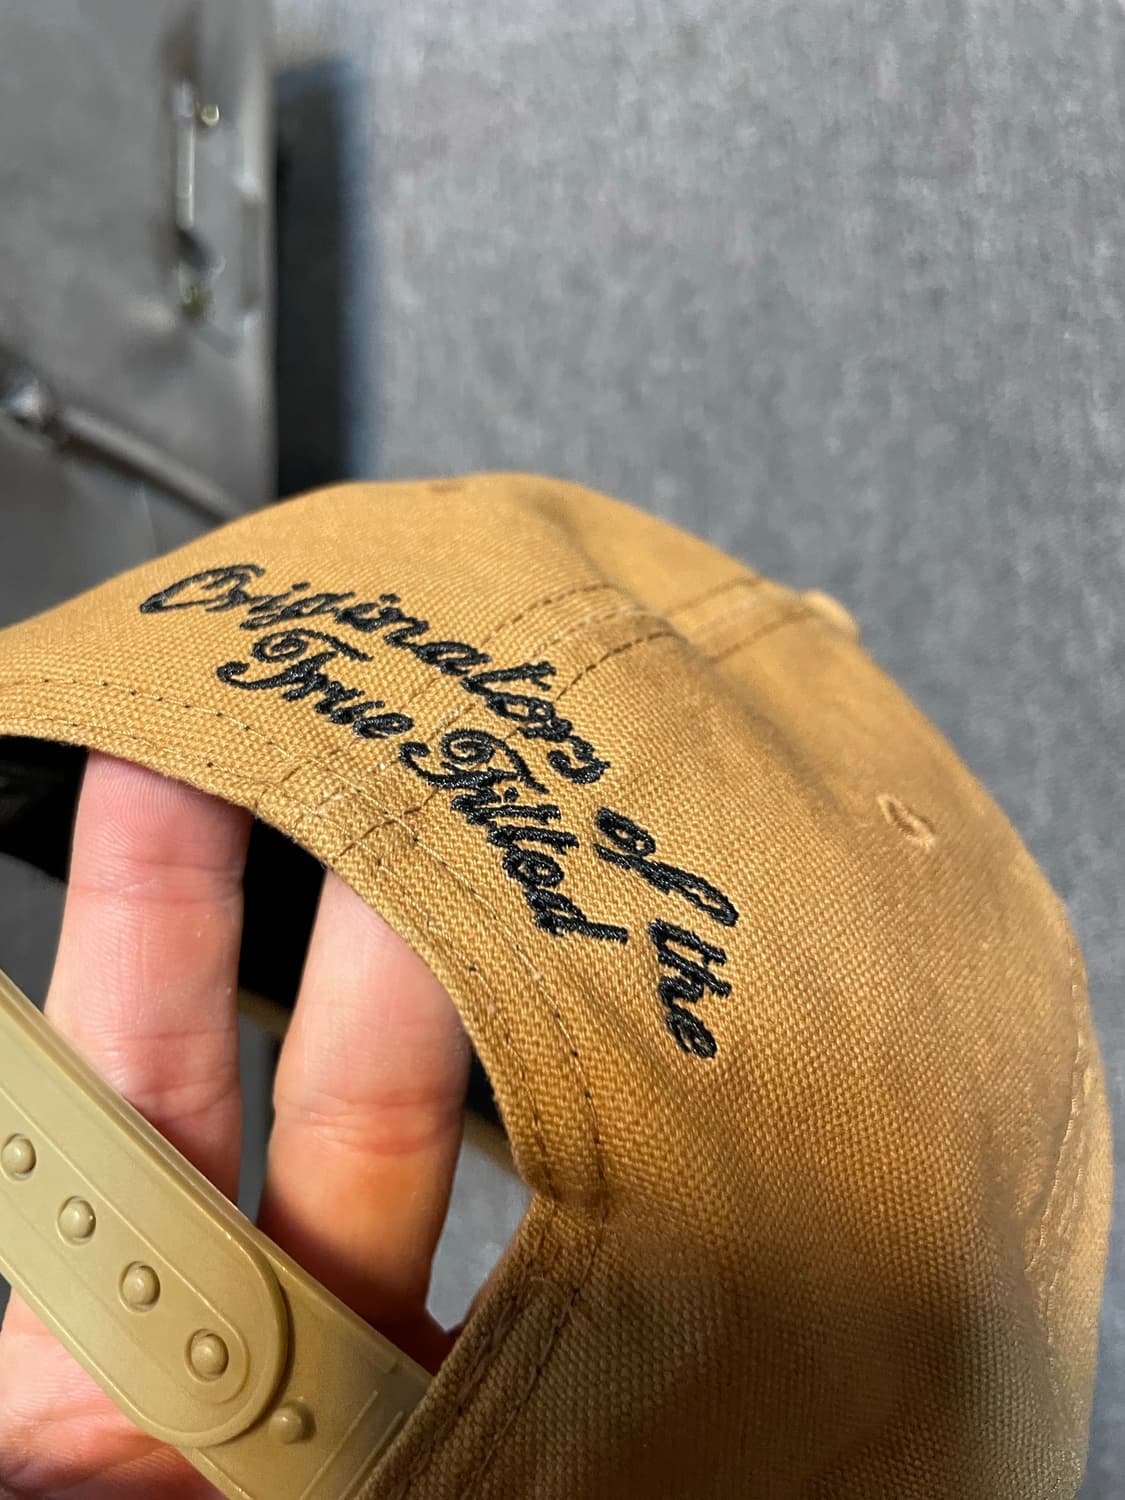 Originators of the
True Fitted